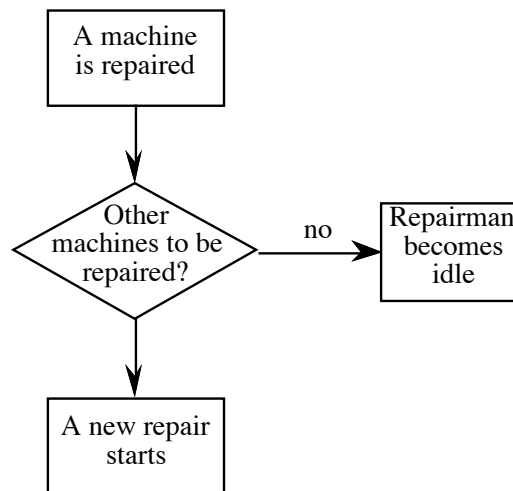 A machine
is repaired
Other
machines to be
repaired?
no
Repairman
becomes
idle
A new repair
starts